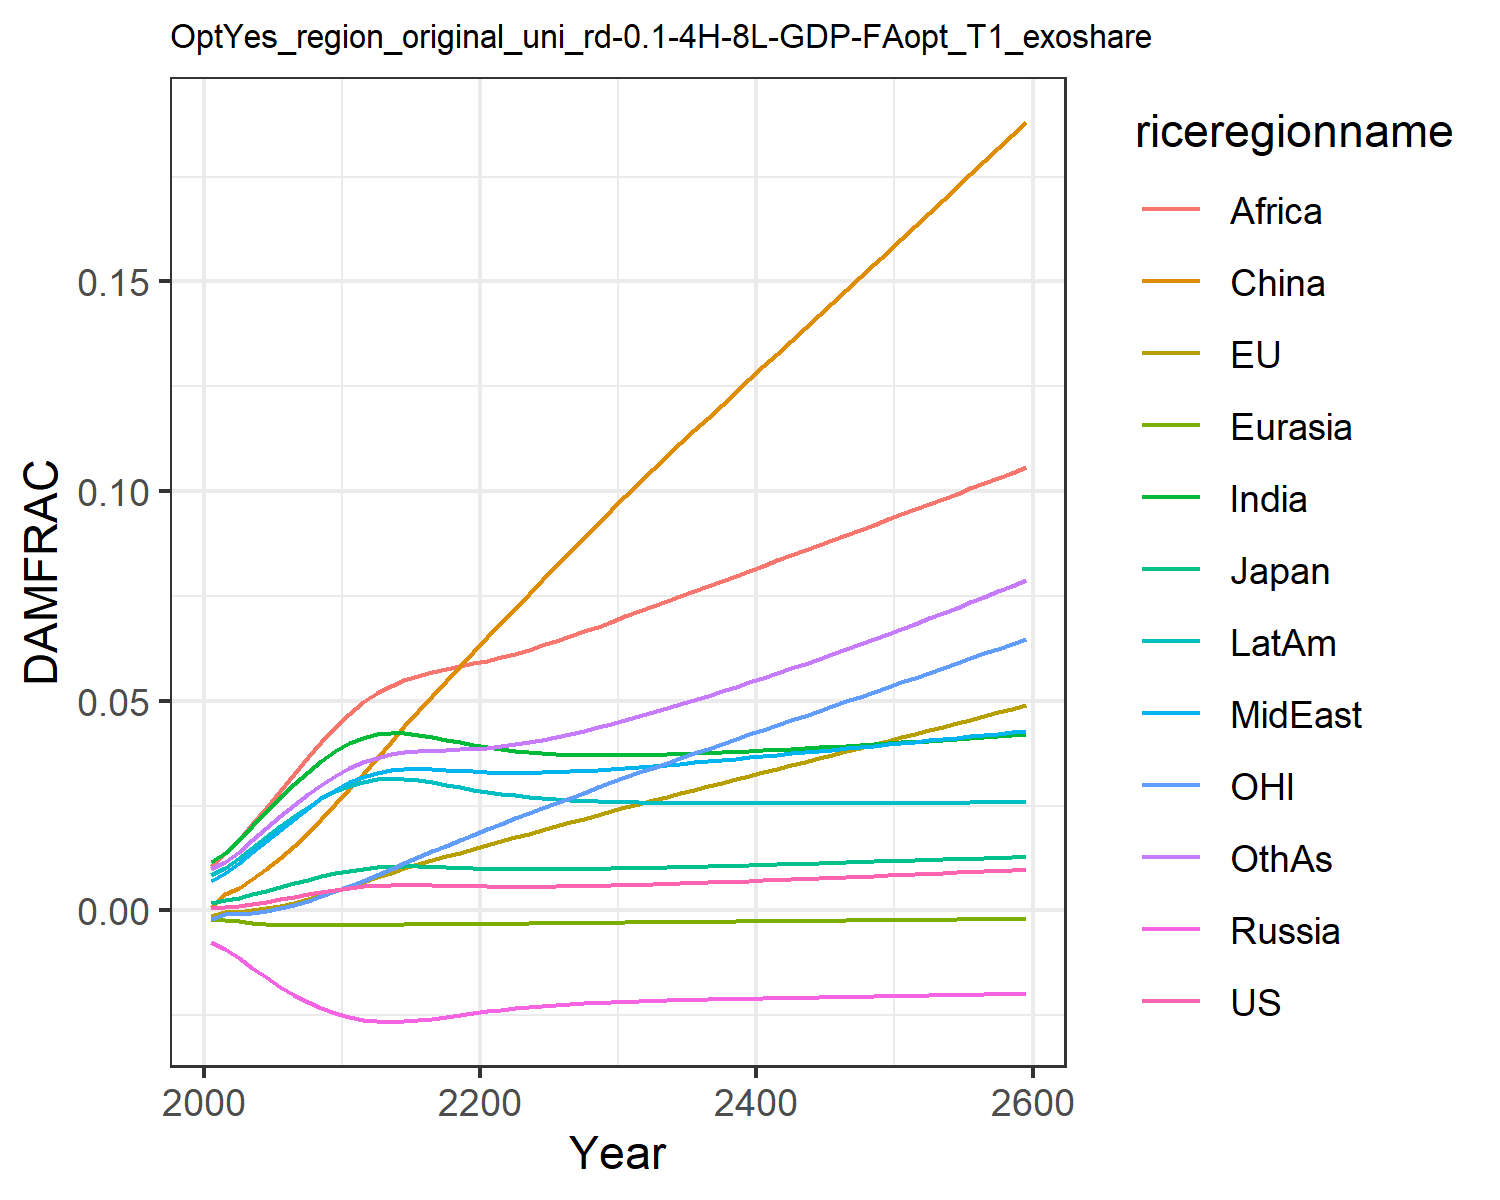 OptYes_region_original_uni_rd-0.1-4H-8L-GDP-FAopt_T1_exoshare
riceregionname
Africa
China
EU
Eurasia
India
Japan
LatAm
MidEast
OHI
OthAs
Russia
US
DAMFRAC
0.15
0.10
0.05
0.00
2000 2200 2400 2600
Year